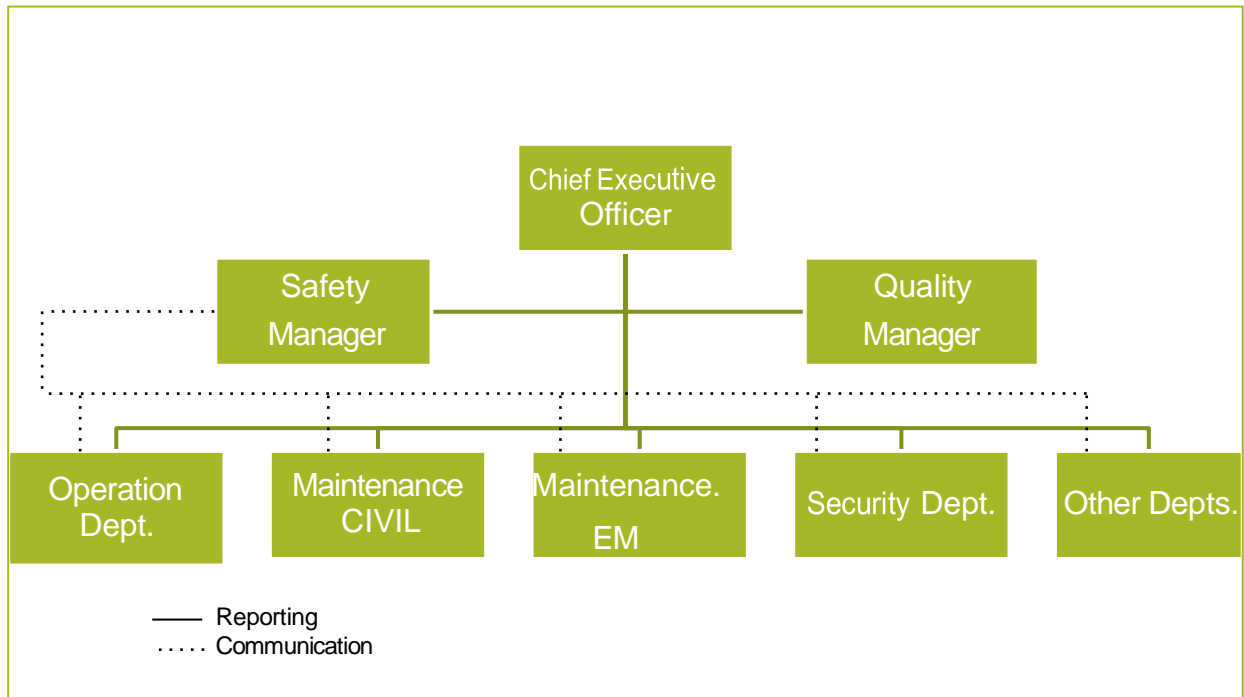 Chief Executive
Officer
Safety
Manager
Quality
Manager
Operation
Dept.
Maintenance
CIVIL
Maintenance.
EM
Security Dept.
Other Depts.
Reporting
Communication